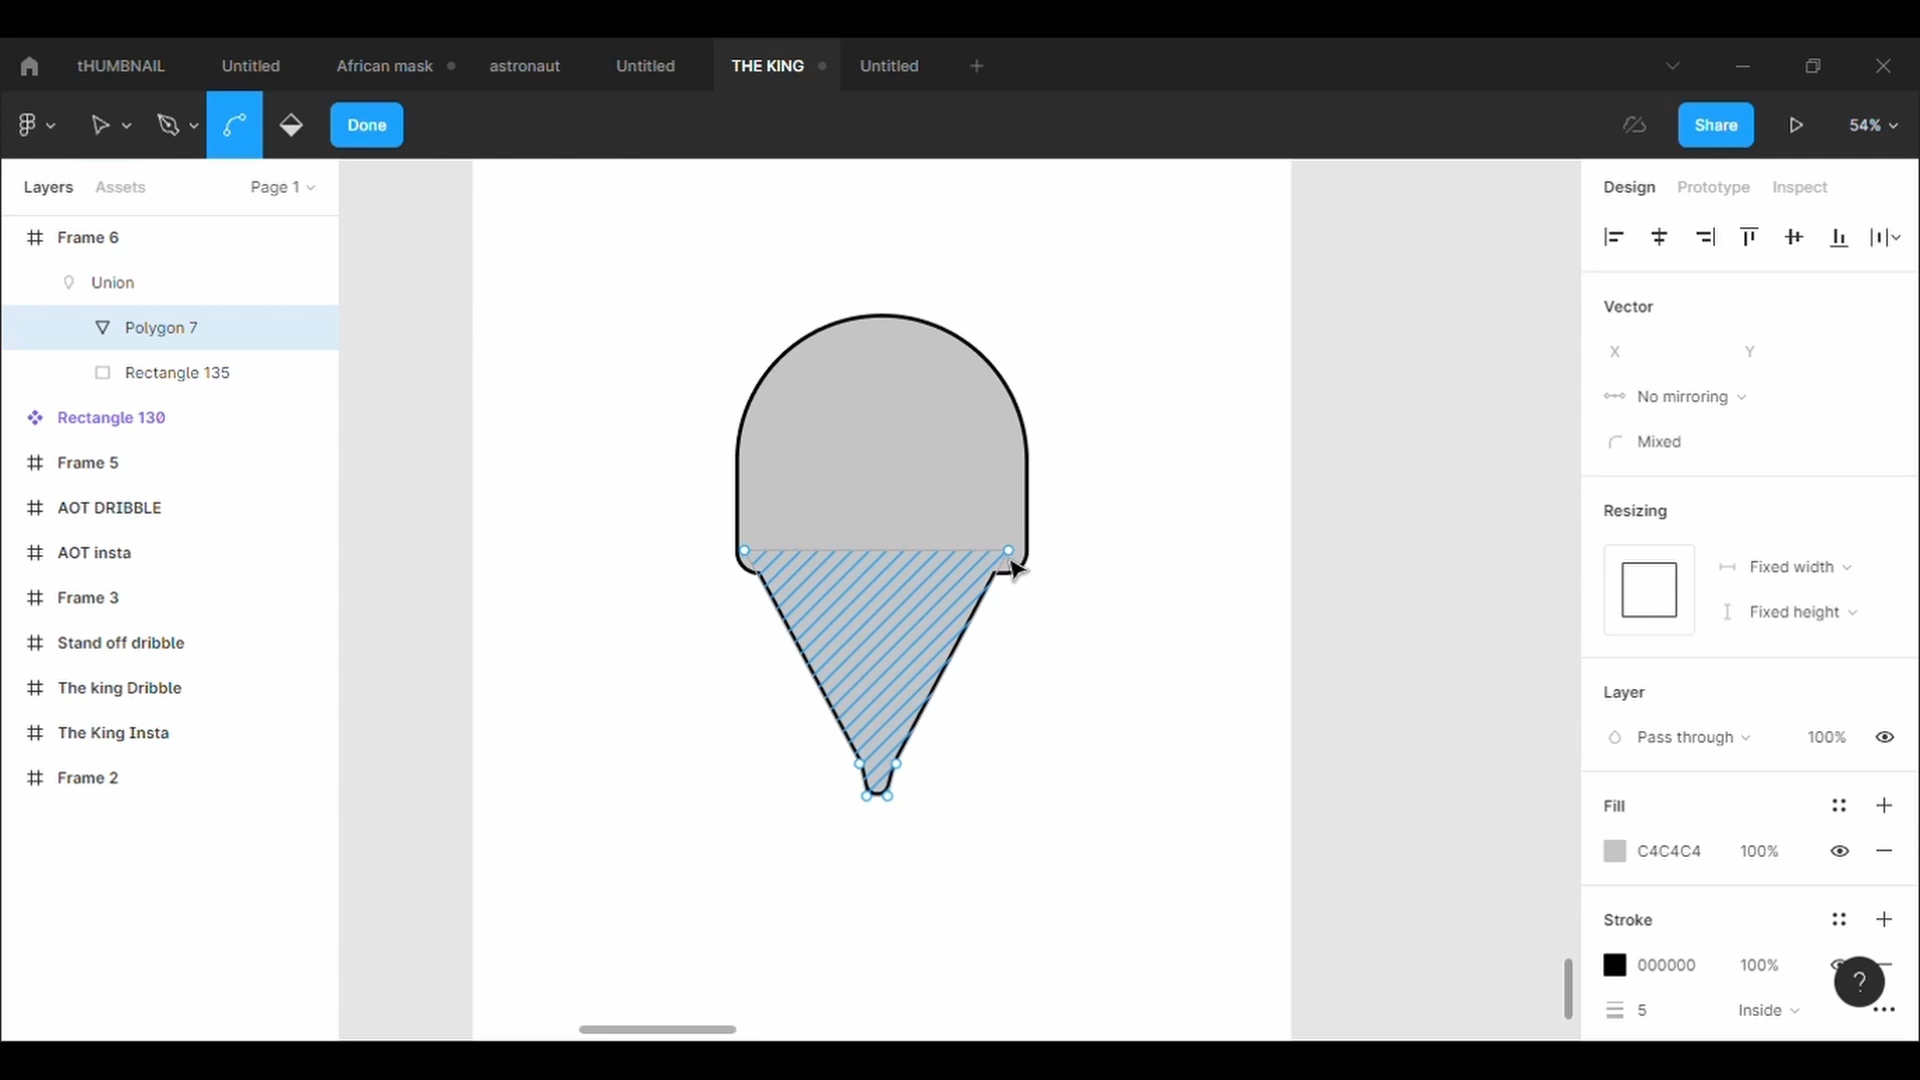 tHUMBNAIL Untitled African mask astronaut Untitled THE KING Untitled
Done Share 54%
Layers Assets Page 1
Frame 6
Union
Polygon 7
Rectangle 135
Rectangle 130
Frame 5
AOT DRIBBLE
AOT insta
Frame 3
Stand off dribble
The king Dribble
The King Insta
Frame 2
Design Prototype Inspect
Vector
X Y
No mirroring
Mixed
Resizing
Fixed width
Fixed height
Layer
Pass through 100%
Fill
C4C4C4 100%
Stroke
000000 100%
?
5 Inside